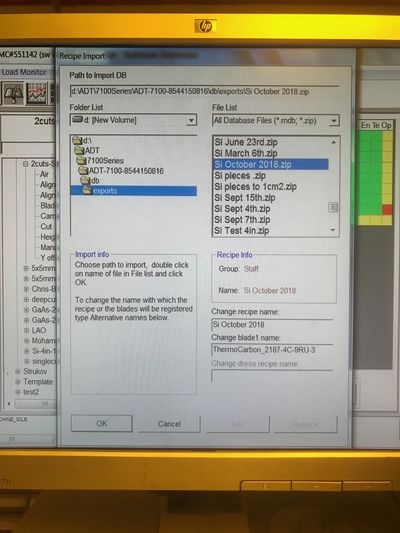 hp
MC#551142 (sw
Recipe Import
Load Monitor
Path to Import DB
d:\ADT\7100Series\ADT-7100-8544150816\db\exports\Si October 2018.zip
Folder List
File List
2cuts
d: [New Volume]
All Database Files (*.mdb; *.zip)
En Te Op
d:\
ADT
7100Series
ADT-7100-8544150816
db
exports
Si June 23rd.zip
Si March 6th.zip
Si October 2018.zip
Si pieces .zip
Si pieces to 1cm2.zip
Si Sept 15th.zip
Si Sept 4th.zip
Si Sept 7th.zip
Si Test 4in.zip
2cuts-S
Air
Align
Align
Blade
Cam
Cut
Heig
Man
Y off
5x5mm
5x5mm
Chris-B
deepcu
GaAs-2
GaAs-2
LAO
Moham
Si-4in-1
singlecu
Strukov
Template
test2
Import info
Choose path to import, double click
on name of file in File list and click
OK.
To change the name with which the
recipe or the blades will be registered
type Alternative names below.
Recipe Info
Group: Staff
Name: Si October 2018
Change recipe name:
Si October 2018
Change blade1 name:
ThermoCarbon_2187-4C-9RU-3
Change dress recipe name:
OK
Cancel
Add
Replace
HINE_IDLE